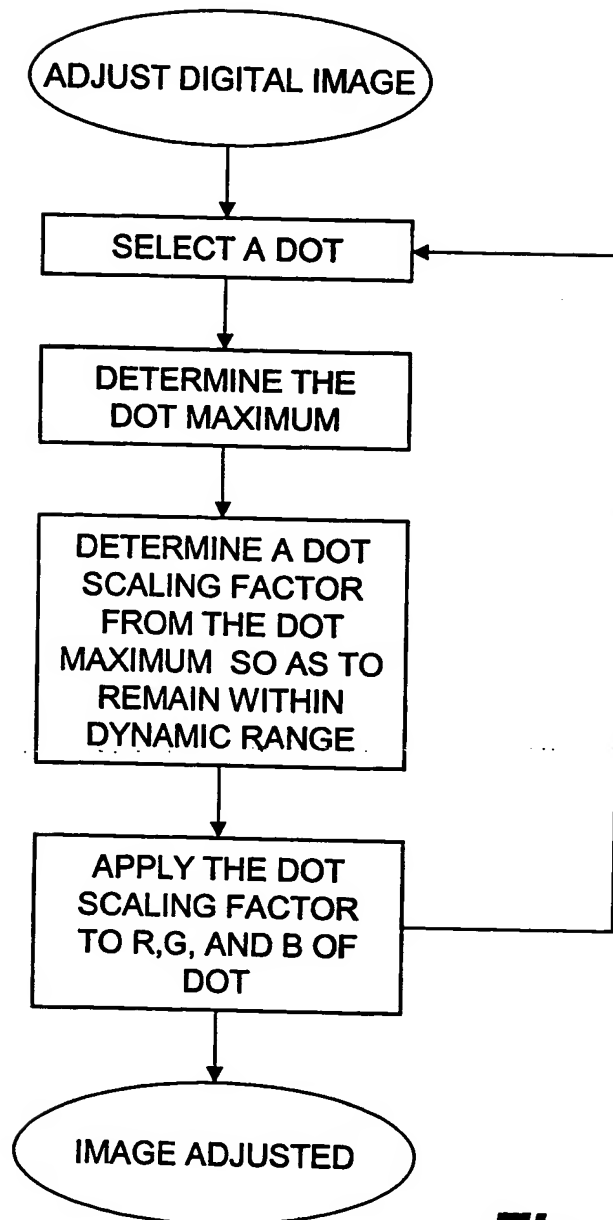 ADJUST DIGITAL IMAGE
SELECT A DOT
DETERMINE THE
DOT MAXIMUM
DETERMINE A DOT
SCALING FACTOR
FROM THE DOT
MAXIMUM SO AS TO
REMAIN WITHIN
DYNAMIC RANGE
APPLY THE DOT
SCALING FACTOR
TO R,G, AND B OF
DOT
IMAGE ADJUSTED